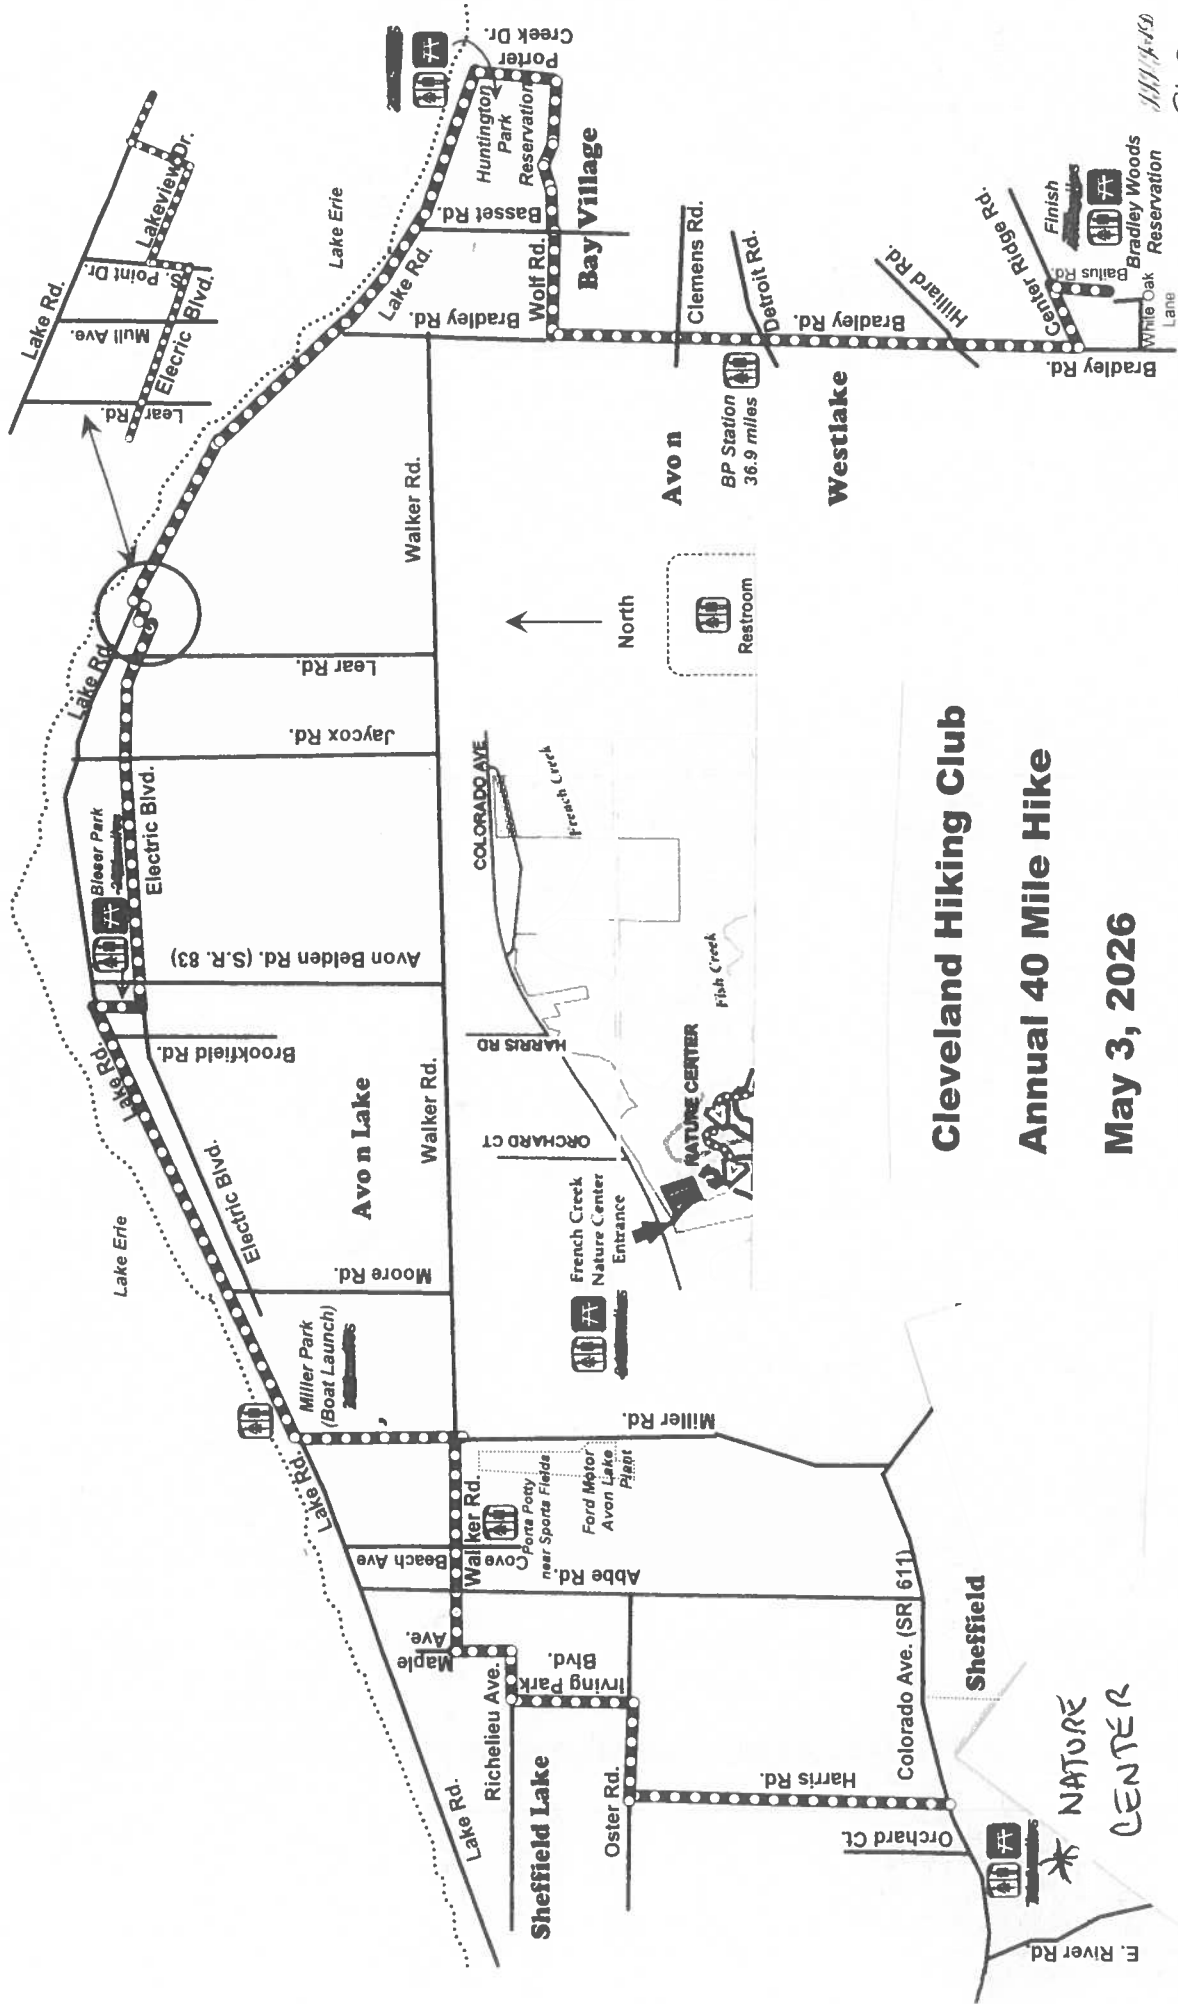 Lake Rd.
Lear Rd.
Mull Ave.
S. Point Dr.
Lakeview Dr.
Elecric Blvd.
Lake Erie
Huntington
Park
Reservation
Porter
Creek Dr.
Lake Rd.
Basset Rd.
Bradley Rd.
Wolf Rd.
Bay Village
Clemens Rd.
Detroit Rd.
Bradley Rd.
Hilliard Rd.
Center Ridge Rd.
Finish
Bradley Woods
Reservation
Bailus Rd
White Oak
Lane
Bradley Rd.
BP Station
36.9 miles
Avon
Westlake
Walker Rd.
Lake Rd
Lear Rd.
Jaycox Rd.
Bleser Park
Electric Blvd.
Avon Belden Rd. (S.R. 83)
Brookfield Rd.
Lake Rd.
Electric Blvd.
Avon Lake
Walker Rd.
Lake Erie
Moore Rd.
Miller Park
(Boat Launch)
Miller Rd.
North
Restroom
COLORADO AVE
French Creek
HARRIS RD
Fish Creek
ORCHARD CT
NATURE CENTER
French Creek
Nature Center
Entrance
Lake Rd
Beach Ave
Cove
Walker Rd.
Porta Potty
near Sports Fields
Ford Motor
Avon Lake
Plant
Abbe Rd.
Maple
Ave.
Richelieu Ave.
Irving Park
Blvd.
Lake Rd.
Sheffield Lake
Oster Rd.
Harris Rd.
Colorado Ave. (SR 611)
Sheffield
Orchard Ct.
E. River Rd.
NATURE
CENTER
Cleveland Hiking Club
Annual 40 Mile Hike
May 3, 2026